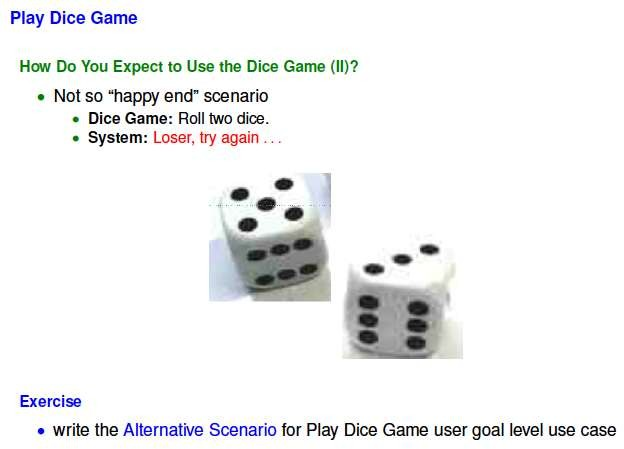 Play Dice Game
How Do You Expect to Use the Dice Game (II)?
• Not so “happy end” scenario
• Dice Game: Roll two dice.
• System: Loser, try again . . .
Exercise
• write the Alternative Scenario for Play Dice Game user goal level use case